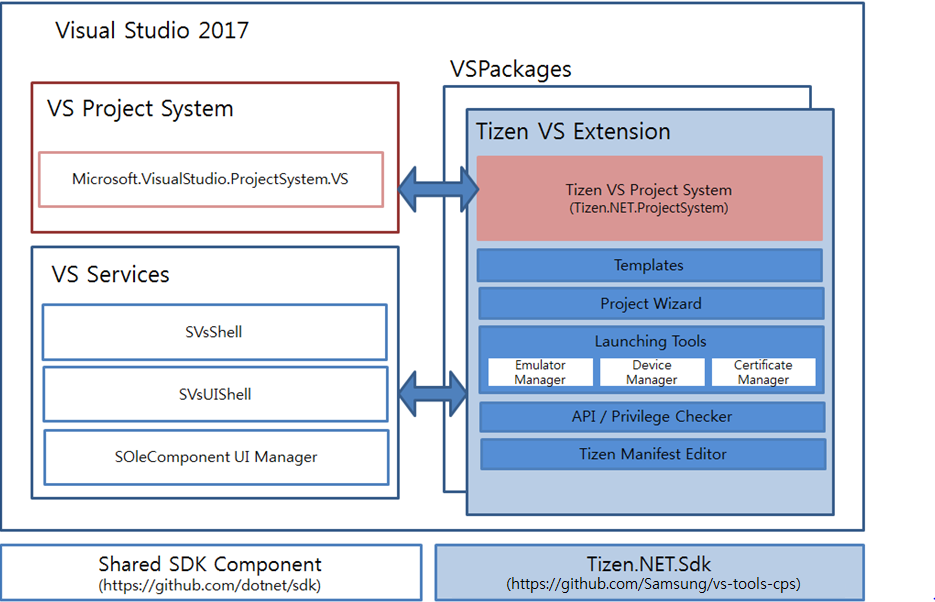 Visual Studio 2017
VS Project System
Microsoft.VisualStudio.ProjectSystem.VS
VS Services
SVsShell
SVsUIShell
SOleComponent UI Manager
VSPackages
Tizen VS Extension
Tizen VS Project System
(Tizen.NET.ProjectSystem)
Templates
Project Wizard
Launching Tools
Emulator
Manager
Device
Manager
Certificate
Manager
API / Privilege Checker
Tizen Manifest Editor
Shared SDK Component
(https://github.com/dotnet/sdk)
Tizen.NET.Sdk
(https://github.com/Samsung/vs-tools-cps)